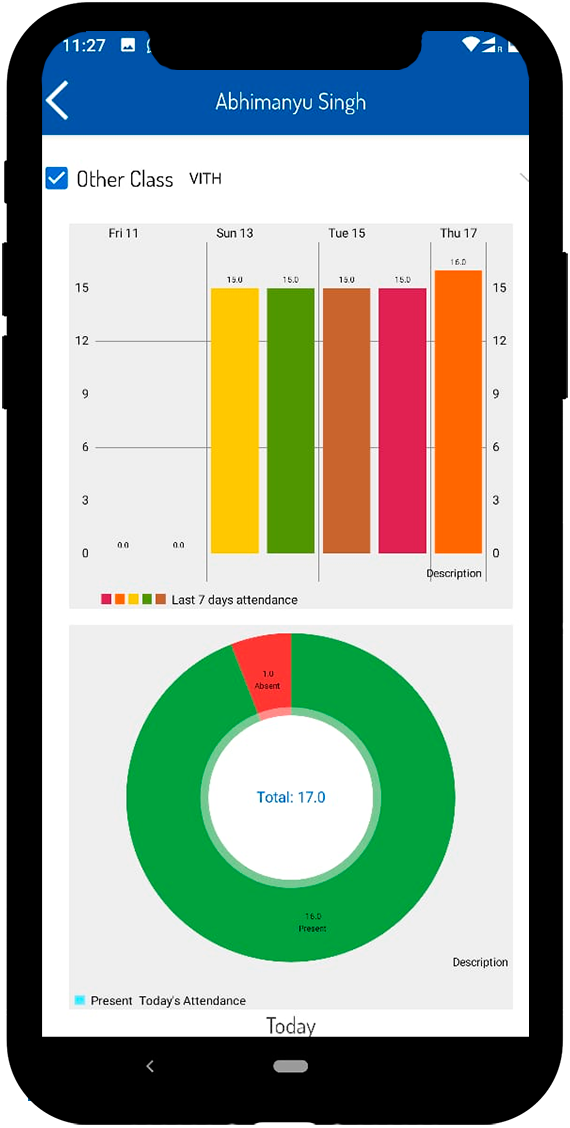 11:27
R
Abhimanyu Singh
Other Class VITH
Fri 11 Sun 13 Tue 15 Thu 17
16.0
15.0 15.0 15.0 15.0
15 15
12 12
9 9
6 6
3 3
0.0 0.0
0 0
Description
Last 7 days attendance
1.0
Absent
Total: 17.0
16.0
Present
Description
Present Today's Attendance
Today